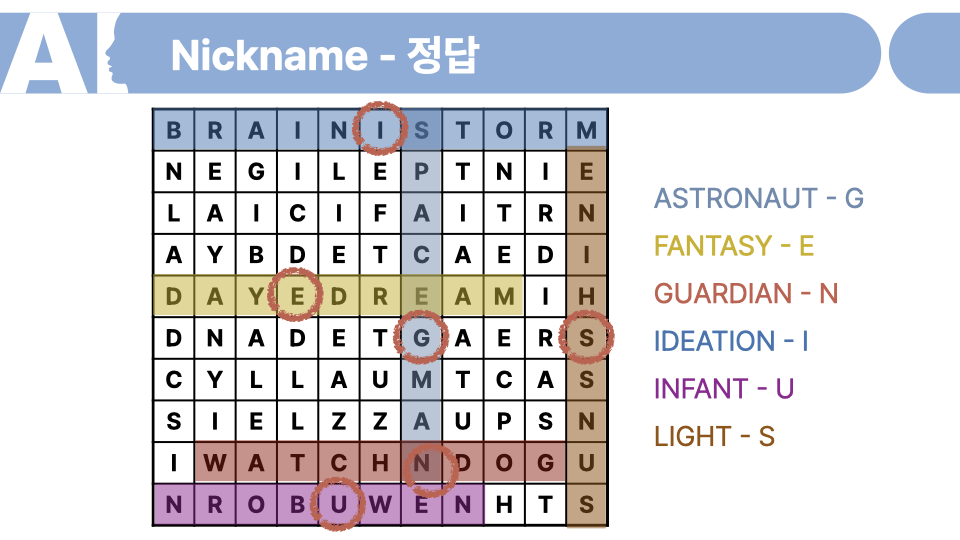 AI
Nickname - 정답
B R A I N I S T O R M
N E G I L E P T N I E
L A I C I F A I T R N
A Y B D E T C A E D I
D A Y E D R E A M I H
D N A D E T G A E R S
C Y L L A U M T C A S
S I E L Z Z A U P S N
I W A T C H N D O G U
N R O B U W E N H T S
ASTRONAUT - G
FANTASY - E
GUARDIAN - N
IDEATION - I
INFANT - U
LIGHT - S